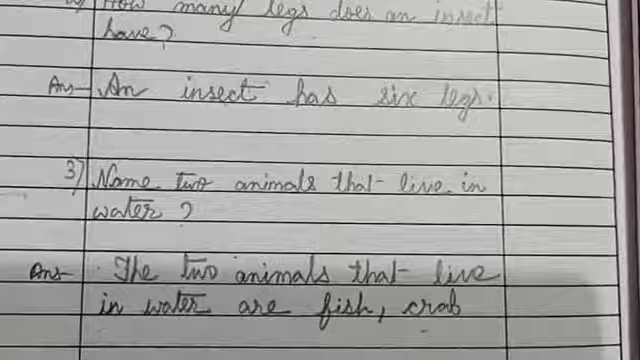 How many legs does an insect
have?
Ans- An insect has six legs.
3) Name two animals that live in
water?
Ans- The two animals that live
in water are fish, crab